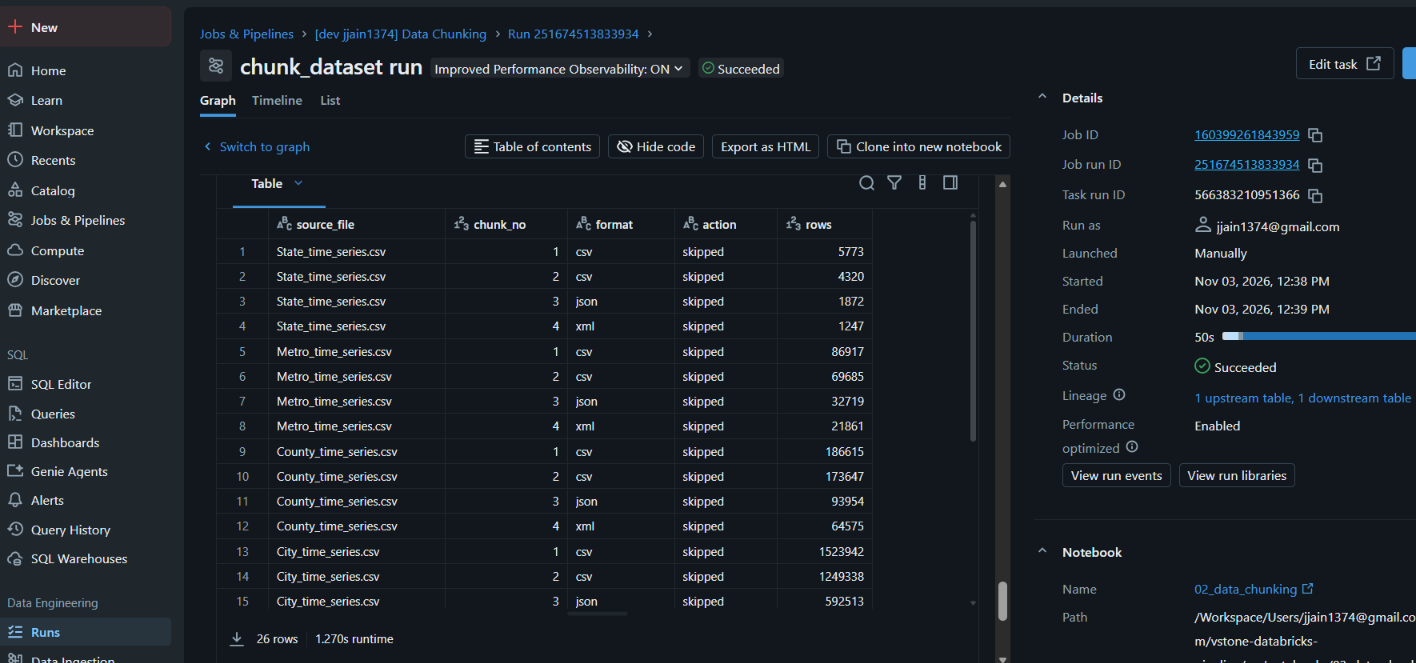 New
Home
Learn
Workspace
Recents
Catalog
Jobs & Pipelines
Compute
Discover
Marketplace
SQL
SQL Editor
Queries
Dashboards
Genie Agents
Alerts
Query History
SQL Warehouses
Data Engineering
Runs
Data Ingestion
Jobs & Pipelines > [dev jjain1374] Data Chunking > Run 251674513833934 >
chunk_dataset run Improved Performance Observability: ON Succeeded
Edit task
Graph Timeline List
Switch to graph Table of contents Hide code Export as HTML Clone into new notebook
Table
source_file chunk_no format action rows
1 State_time_series.csv 1 csv skipped 5773
2 State_time_series.csv 2 csv skipped 4320
3 State_time_series.csv 3 json skipped 1872
4 State_time_series.csv 4 xml skipped 1247
5 Metro_time_series.csv 1 csv skipped 86917
6 Metro_time_series.csv 2 csv skipped 69685
7 Metro_time_series.csv 3 json skipped 32719
8 Metro_time_series.csv 4 xml skipped 21861
9 County_time_series.csv 1 csv skipped 186615
10 County_time_series.csv 2 csv skipped 173647
11 County_time_series.csv 3 json skipped 93954
12 County_time_series.csv 4 xml skipped 64575
13 City_time_series.csv 1 csv skipped 1523942
14 City_time_series.csv 2 csv skipped 1249338
15 City_time_series.csv 3 json skipped 592513
26 rows 1.270s runtime
Details
Job ID 160399261843959
Job run ID 251674513833934
Task run ID 566383210951366
Run as jjain1374@gmail.com
Launched Manually
Started Nov 03, 2026, 12:38 PM
Ended Nov 03, 2026, 12:39 PM
Duration 50s
Status Succeeded
Lineage 1 upstream table, 1 downstream table
Performance optimized Enabled
View run events View run libraries
Notebook
Name 02_data_chunking
Path /Workspace/Users/jjain1374@gmail.co
m/vstone-databricks-